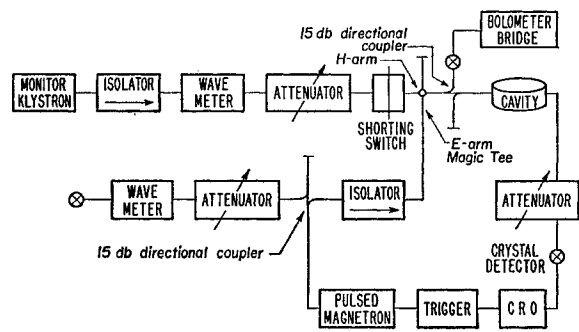 BOLOMETER
BRIDGE
15 db directional
coupler
H-arm
MONITOR
KLYSTRON
ISOLATOR
WAVE
METER
ATTENUATOR
SHORTING
SWITCH
CAVITY
E-arm
Magic Tee
WAVE
METER
ATTENUATOR
ISOLATOR
ATTENUATOR
15 db directional coupler
CRYSTAL
DETECTOR
PULSED
MAGNETRON
TRIGGER
CRO